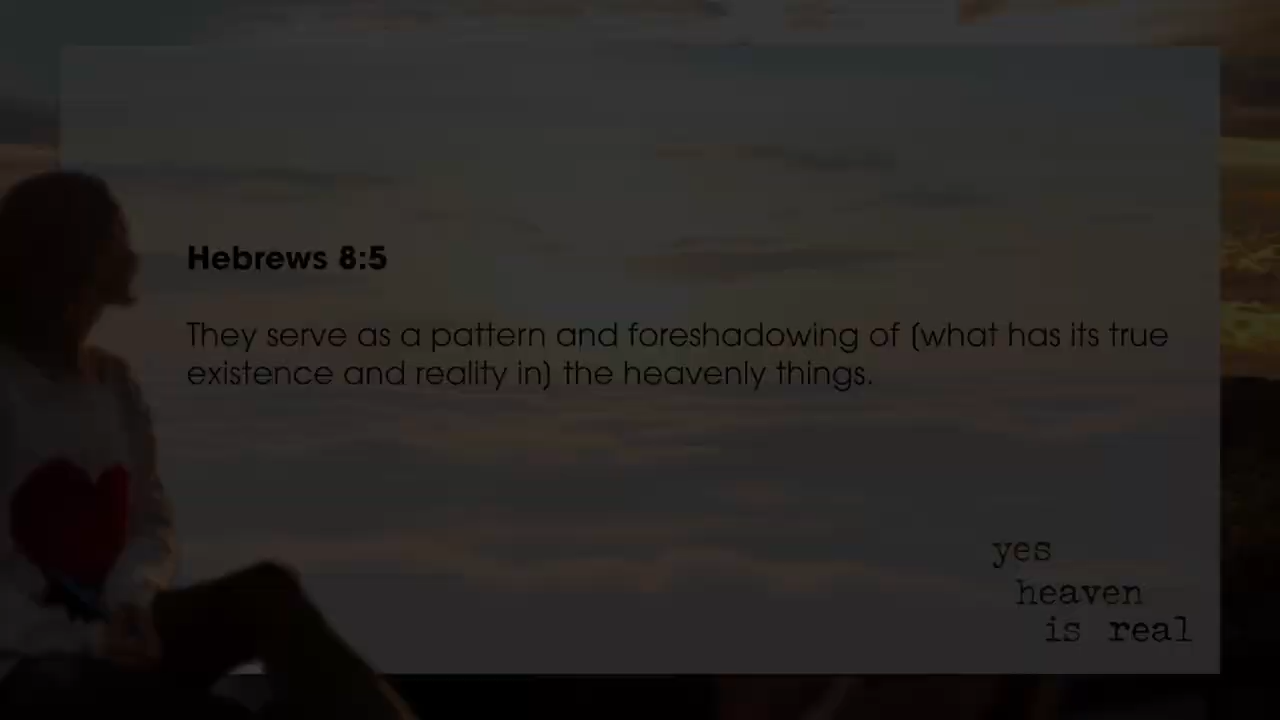 Hebrews 8:5
They serve as a pattern and foreshadowing of (what has its true
existence and reality in) the heavenly things.
yes
heaven
is real